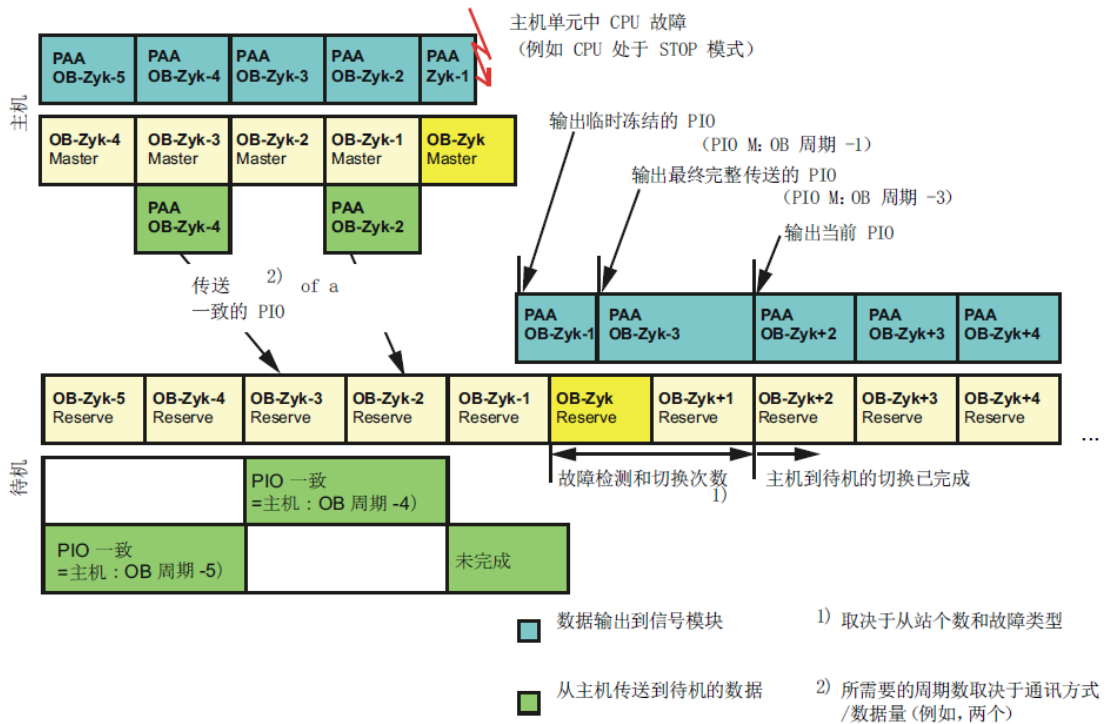 主机单元中 CPU 故障
（例如 CPU 处于 STOP 模式）
PAA
OB-Zyk-5
PAA
OB-Zyk-4
PAA
OB-Zyk-3
PAA
OB-Zyk-2
PAA
Zyk-1
主机
OB-Zyk-4
Master
OB-Zyk-3
Master
OB-Zyk-2
Master
OB-Zyk-1
Master
OB-Zyk
Master
PAA
OB-Zyk-4
PAA
OB-Zyk-2
输出临时冻结的 PIO
（PIO M: OB 周期 -1）
输出最终完整传送的 PIO
（PIO M: OB 周期 -3）
输出当前 PIO
传送 2) of a
一致的 PIO
PAA
OB-Zyk-1
PAA
OB-Zyk-3
PAA
OB-Zyk+2
PAA
OB-Zyk+3
PAA
OB-Zyk+4
OB-Zyk-5
Reserve
OB-Zyk-4
Reserve
OB-Zyk-3
Reserve
OB-Zyk-2
Reserve
OB-Zyk-1
Reserve
OB-Zyk
Reserve
OB-Zyk+1
Reserve
OB-Zyk+2
Reserve
OB-Zyk+3
Reserve
OB-Zyk+4
Reserve
...
待机
故障检测和切换次数
1)
主机到待机的切换已完成
PIO 一致
=主机：OB 周期 -4)
PIO 一致
=主机：OB 周期 -5)
未完成
数据输出到信号模块
1) 取决于从站个数和故障类型
从主机传送到待机的数据
2) 所需要的周期数取决于通讯方式
/数据量(例如,两个)